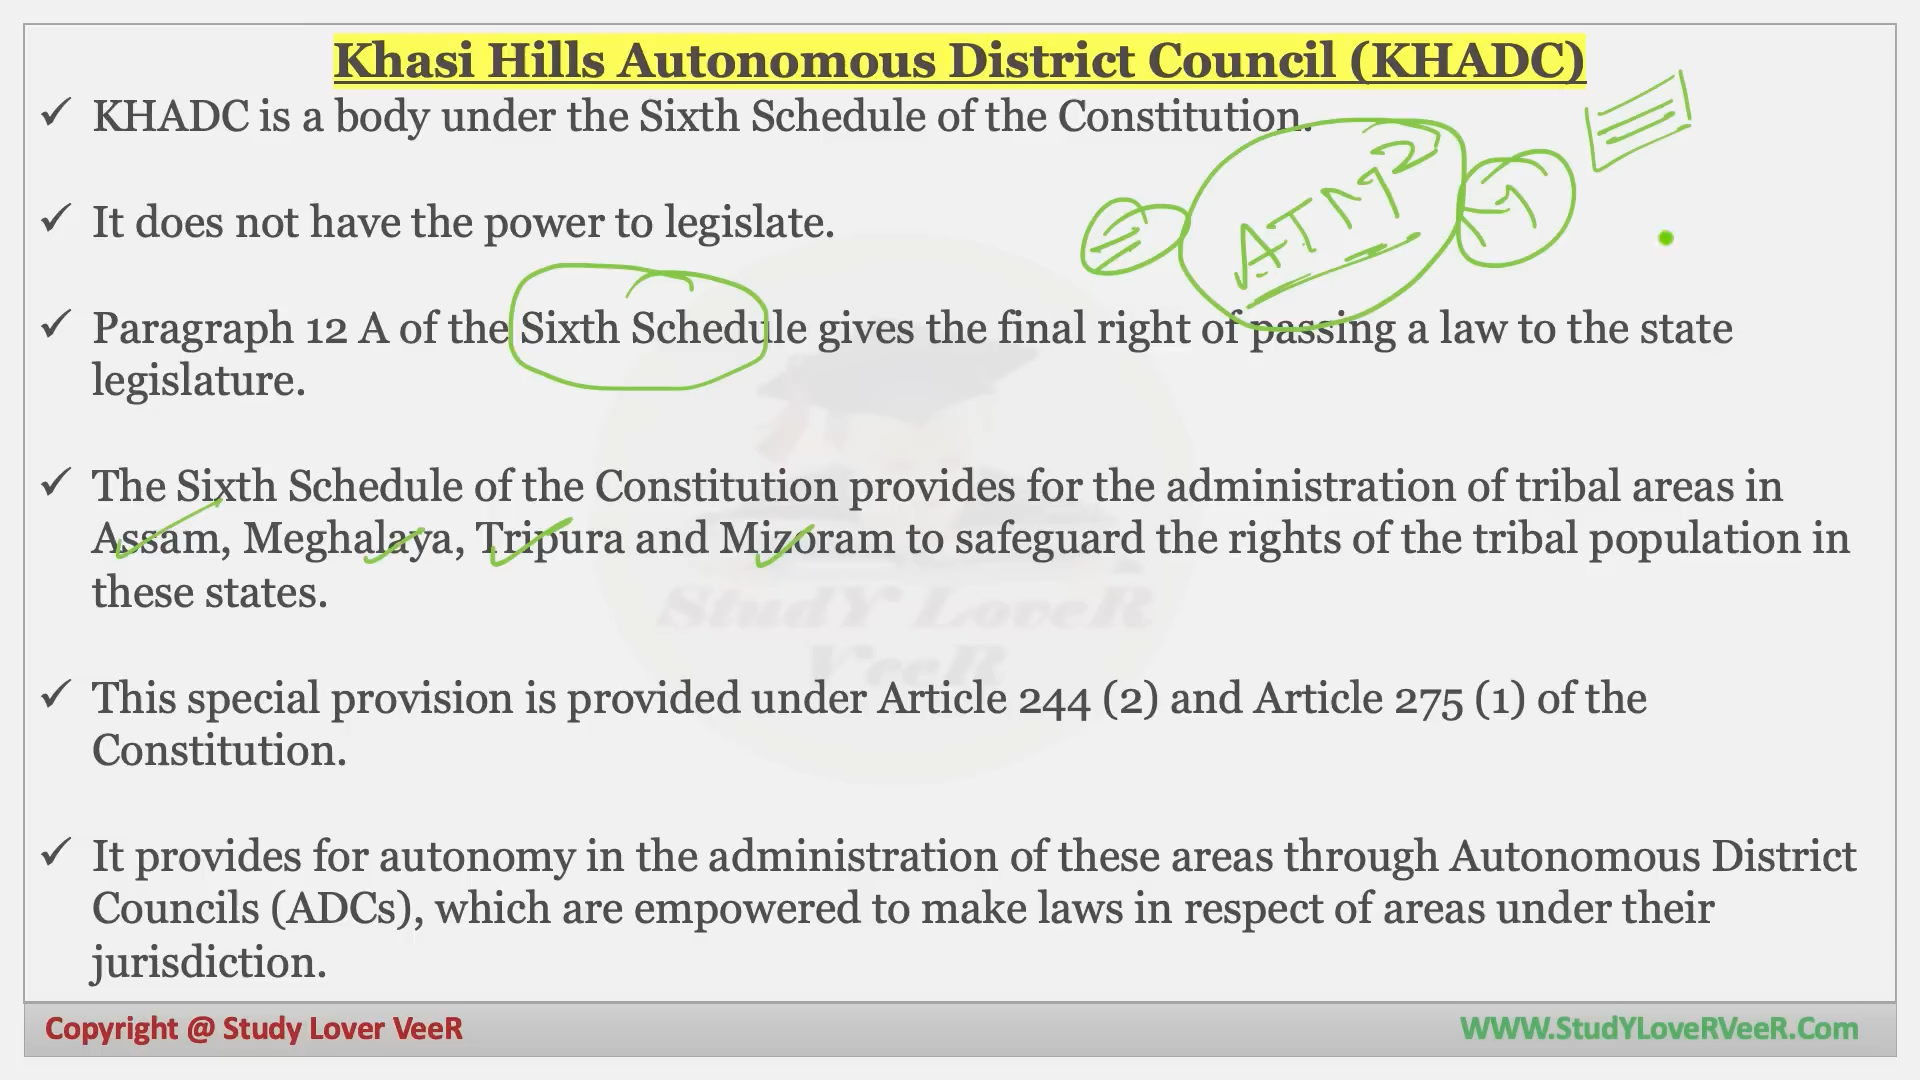 Khasi Hills Autonomous District Council (KHADC)
✓ KHADC is a body under the Sixth Schedule of the Constitution.
ATM²
✓ It does not have the power to legislate.
✓ Paragraph 12 A of the Sixth Schedule gives the final right of passing a law to the state
legislature.
✓ The Sixth Schedule of the Constitution provides for the administration of tribal areas in
Assam, Meghalaya, Tripura and Mizoram to safeguard the rights of the tribal population in
these states.
StudY LoveR
VeeR
✓ This special provision is provided under Article 244 (2) and Article 275 (1) of the
Constitution.
✓ It provides for autonomy in the administration of these areas through Autonomous District
Councils (ADCs), which are empowered to make laws in respect of areas under their
jurisdiction.
Copyright @ Study Lover VeeR
WWW.StudYLoveRVeeR.Com